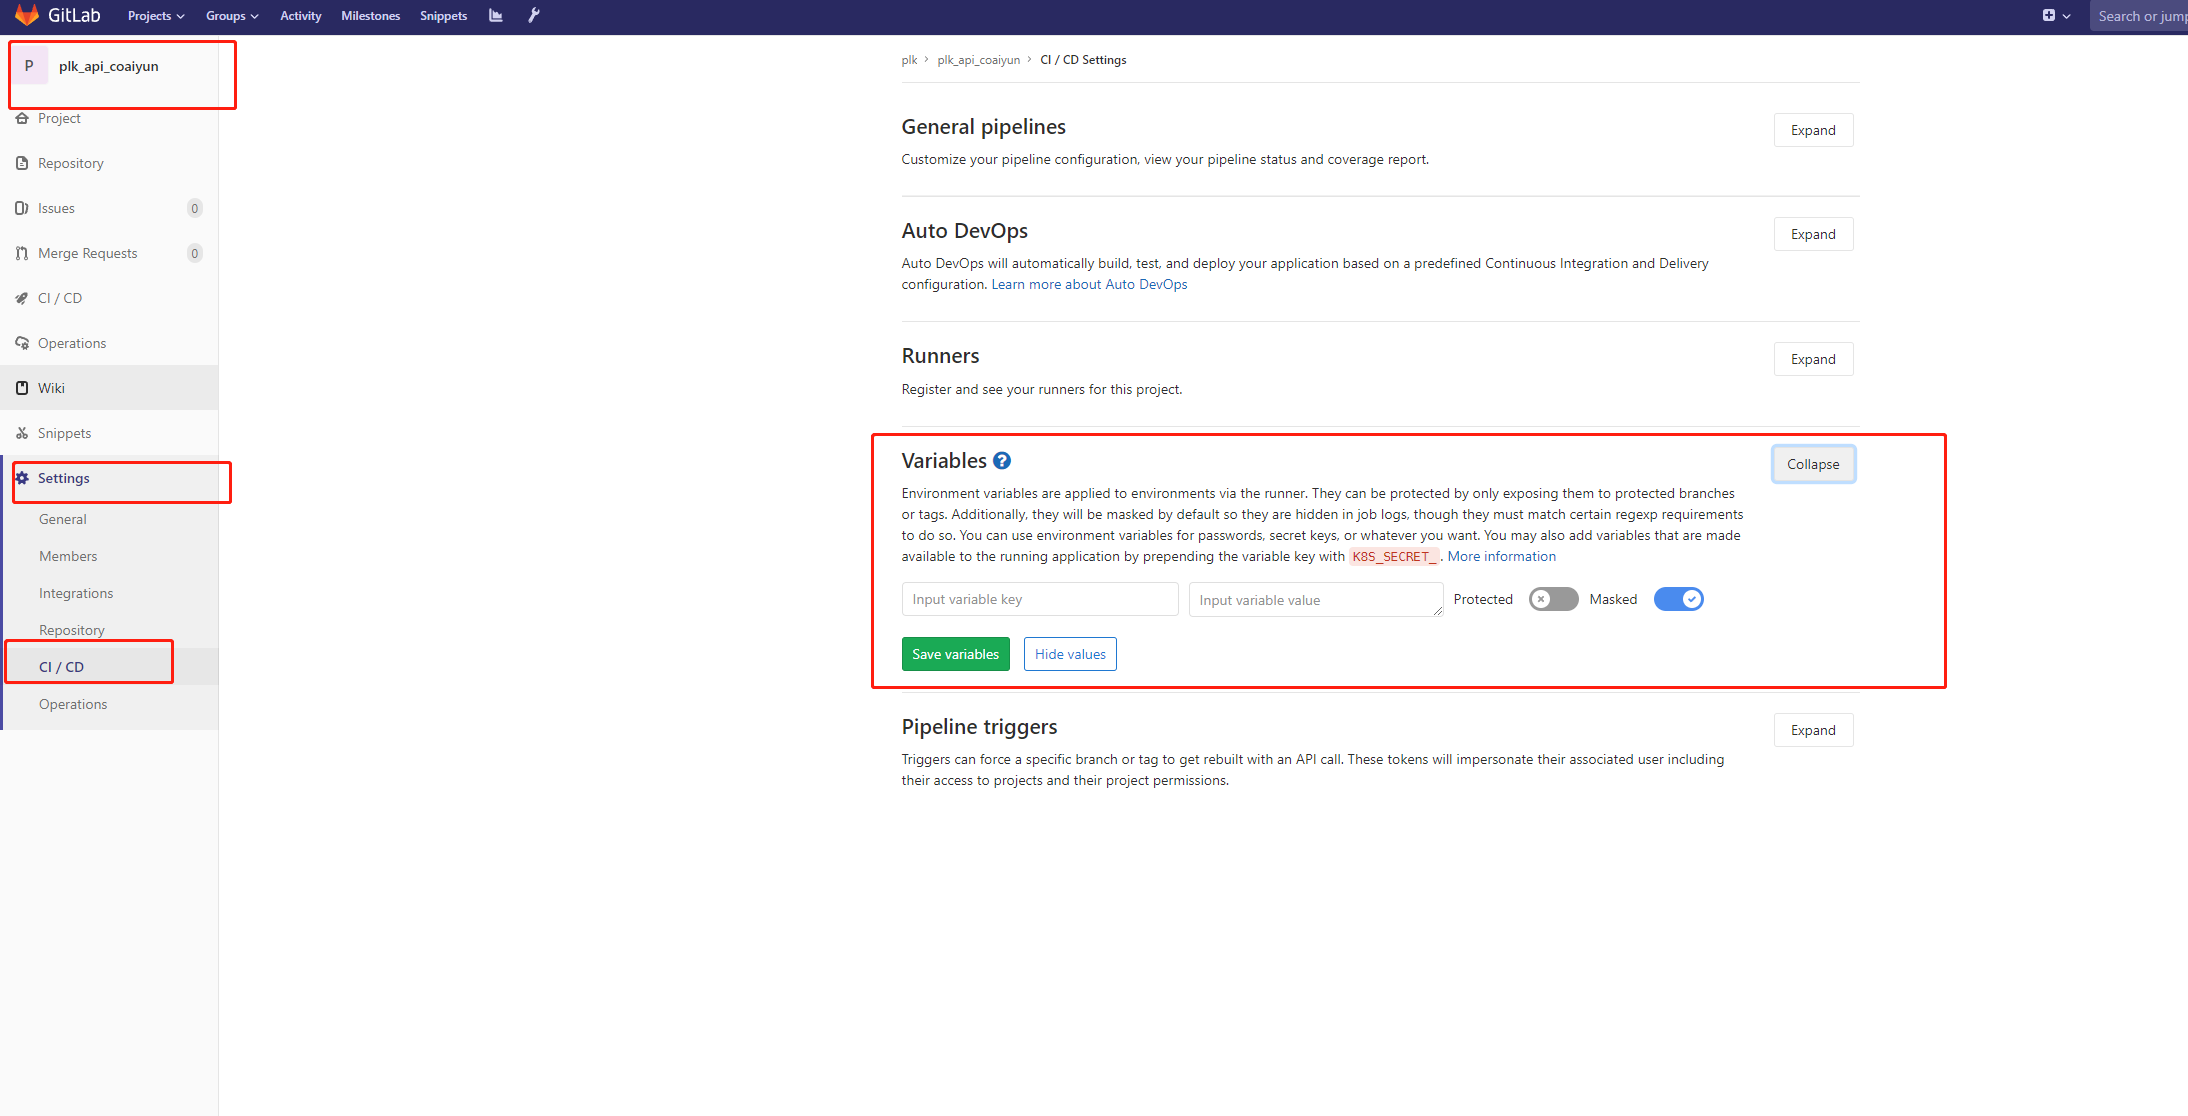 GitLab Projects Groups Activity Milestones Snippets Search or jump
P plk_api_coaiyun
Project
Repository
Issues 0
Merge Requests 0
CI / CD
Operations
Wiki
Snippets
Settings
General
Members
Integrations
Repository
CI / CD
Operations
plk > plk_api_coaiyun > CI / CD Settings
General pipelines
Expand
Customize your pipeline configuration, view your pipeline status and coverage report.
Auto DevOps
Expand
Auto DevOps will automatically build, test, and deploy your application based on a predefined Continuous Integration and Delivery
configuration. Learn more about Auto DevOps
Runners
Expand
Register and see your runners for this project.
Variables ?
Collapse
Environment variables are applied to environments via the runner. They can be protected by only exposing them to protected branches
or tags. Additionally, they will be masked by default so they are hidden in job logs, though they must match certain regexp requirements
to do so. You can use environment variables for passwords, secret keys, or whatever you want. You may also add variables that are made
available to the running application by prepending the variable key with K8S_SECRET_. More information
Input variable key Input variable value Protected Masked
Save variables Hide values
Pipeline triggers
Expand
Triggers can force a specific branch or tag to get rebuilt with an API call. These tokens will impersonate their associated user including
their access to projects and their project permissions.